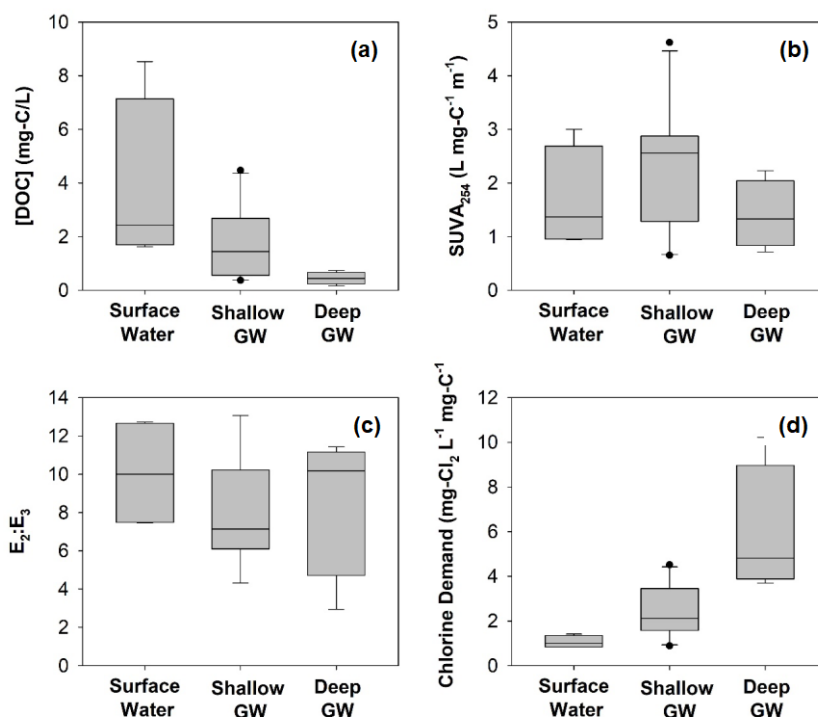 (a)
[DOC] (mg-C/L)
10
8
6
4
2
0
Surface Water
Shallow GW
Deep GW
(b)
SUVA₂₅₄ (L mg-C⁻¹ m⁻¹)
5
4
3
2
1
0
Surface Water
Shallow GW
Deep GW
(c)
E₂:E₃
14
12
10
8
6
4
2
0
Surface Water
Shallow GW
Deep GW
(d)
Chlorine Demand (mg-Cl₂ L⁻¹ mg-C⁻¹)
12
10
8
6
4
2
0
Surface Water
Shallow GW
Deep GW